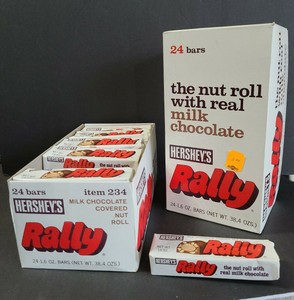 24 bars
the nut roll
with real
milk
chocolate
HERSHEY'S
Rally
24 1.6 OZ. BARS (NET WT. 38.4 OZS.)
24 bars item 234
HERSHEY'S
MILK CHOCOLATE
COVERED
NUT
ROLL
Rally
24 1.6 OZ. BARS (NET WT. 38.4 OZS.)
HERSHEY'S
Rally
the nut roll with
real milk chocolate